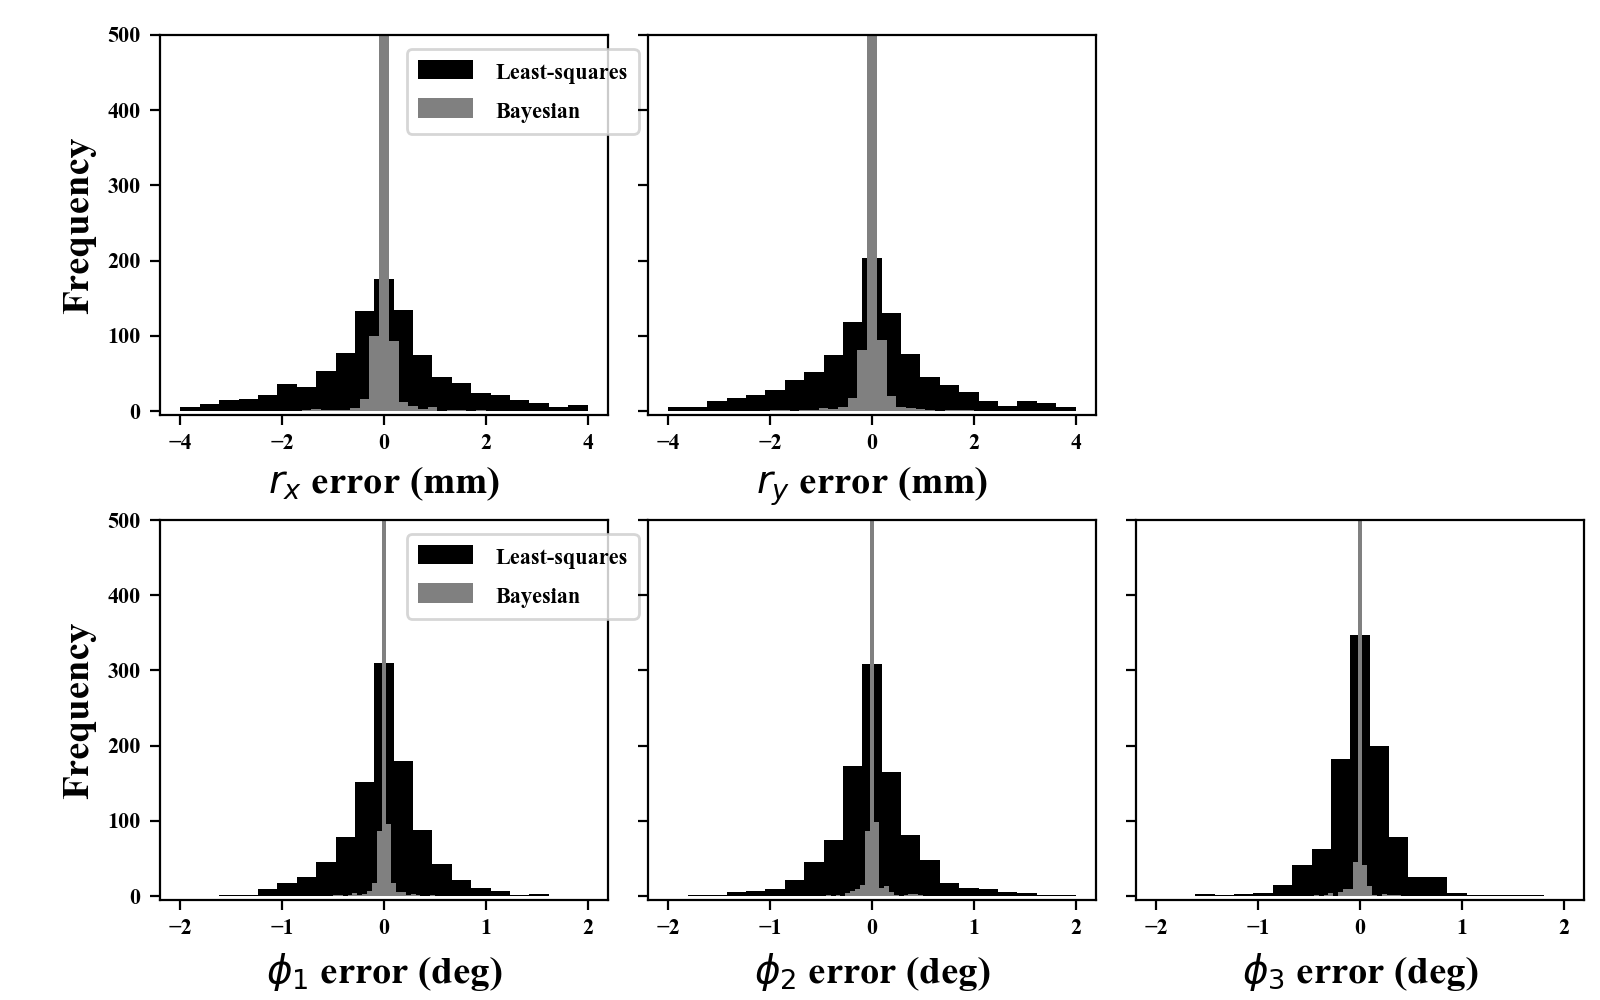 500
400
300
200
100
0
Frequency
Least-squares
Bayesian
−4 −2 0 2 4
r_x error (mm)
−4 −2 0 2 4
r_y error (mm)
500
400
300
200
100
0
Frequency
Least-squares
Bayesian
−2 −1 0 1 2
ϕ_1 error (deg)
−2 −1 0 1 2
ϕ_2 error (deg)
−2 −1 0 1 2
ϕ_3 error (deg)